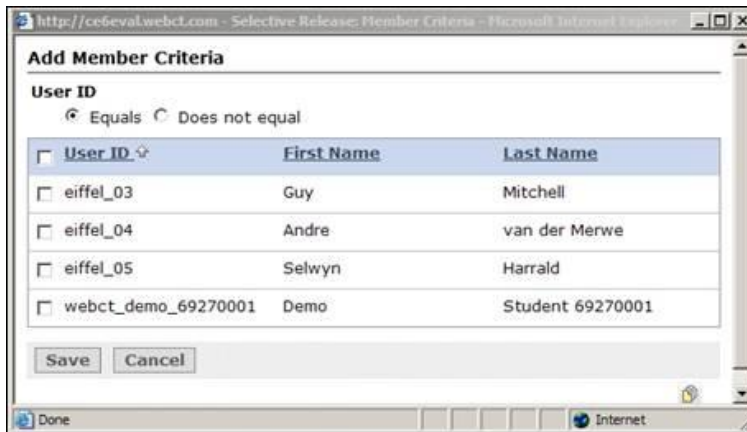 http://ce6eval.webct.com - Selective Release: Member Criteria - Microsoft Internet Explorer
Add Member Criteria
User ID
Equals Does not equal
User ID First Name Last Name
eiffel_03 Guy Mitchell
eiffel_04 Andre van der Merwe
eiffel_05 Selwyn Harrald
webct_demo_69270001 Demo Student 69270001
Save Cancel
Done Internet